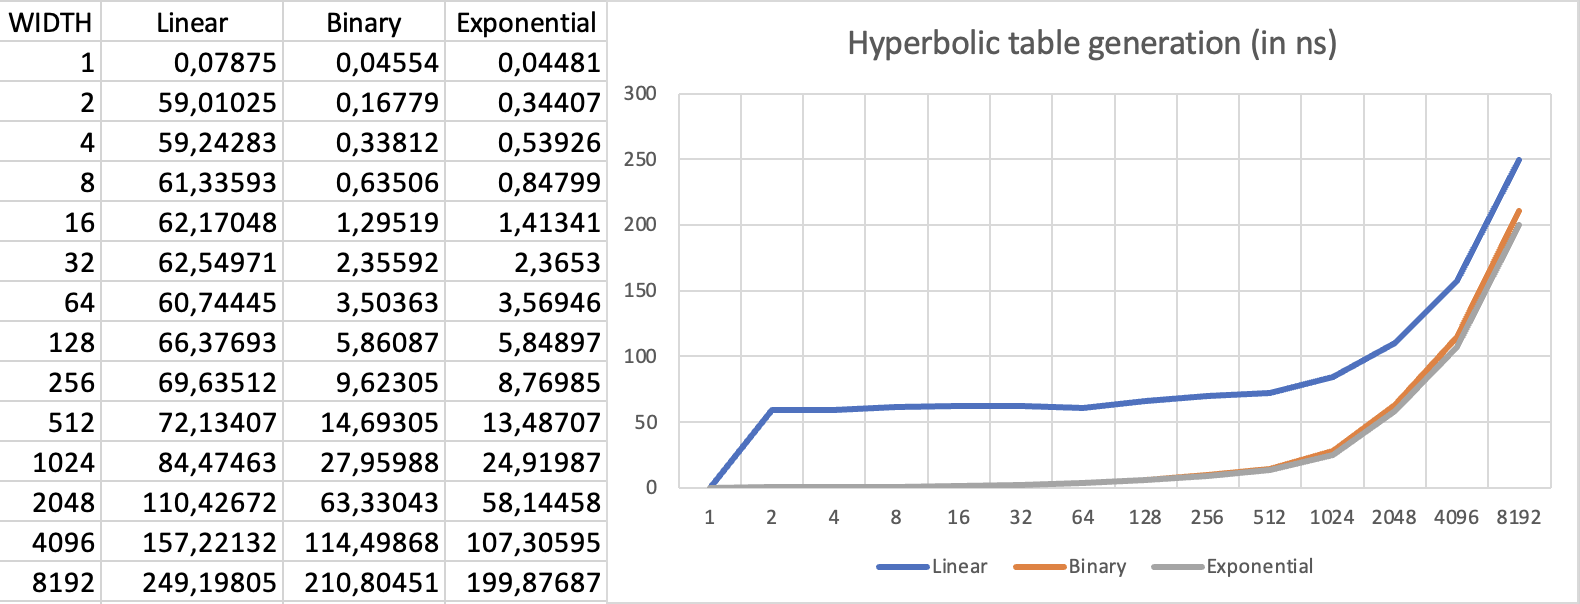 WIDTH Linear Binary Exponential
1 0,07875 0,04554 0,04481
2 59,01025 0,16779 0,34407
4 59,24283 0,33812 0,53926
8 61,33593 0,63506 0,84799
16 62,17048 1,29519 1,41341
32 62,54971 2,35592 2,3653
64 60,74445 3,50363 3,56946
128 66,37693 5,86087 5,84897
256 69,63512 9,62305 8,76985
512 72,13407 14,69305 13,48707
1024 84,47463 27,95988 24,91987
2048 110,42672 63,33043 58,14458
4096 157,22132 114,49868 107,30595
8192 249,19805 210,80451 199,87687
Hyperbolic table generation (in ns)
300
250
200
150
100
50
0
1 2 4 8 16 32 64 128 256 512 1024 2048 4096 8192
Linear Binary Exponential